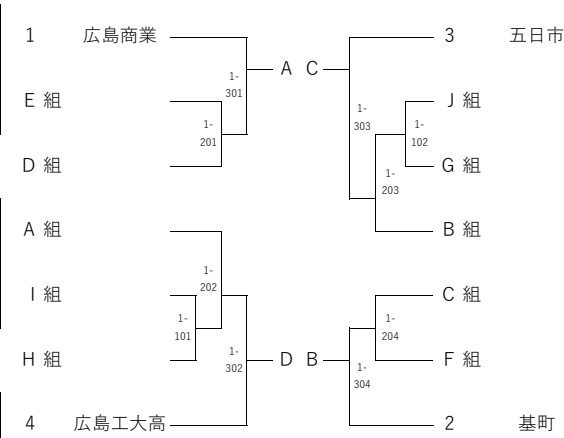 1 広島商業
3 五日市
A C
1-
301
E 組
J 組
1-
303
1-
201
1-
102
D 組
G 組
1-
203
A 組
B 組
1-
202
I 組
C 組
1-
101
1-
204
H 組
F 組
1-
302
D B
1-
304
4 広島工大高
2 基町